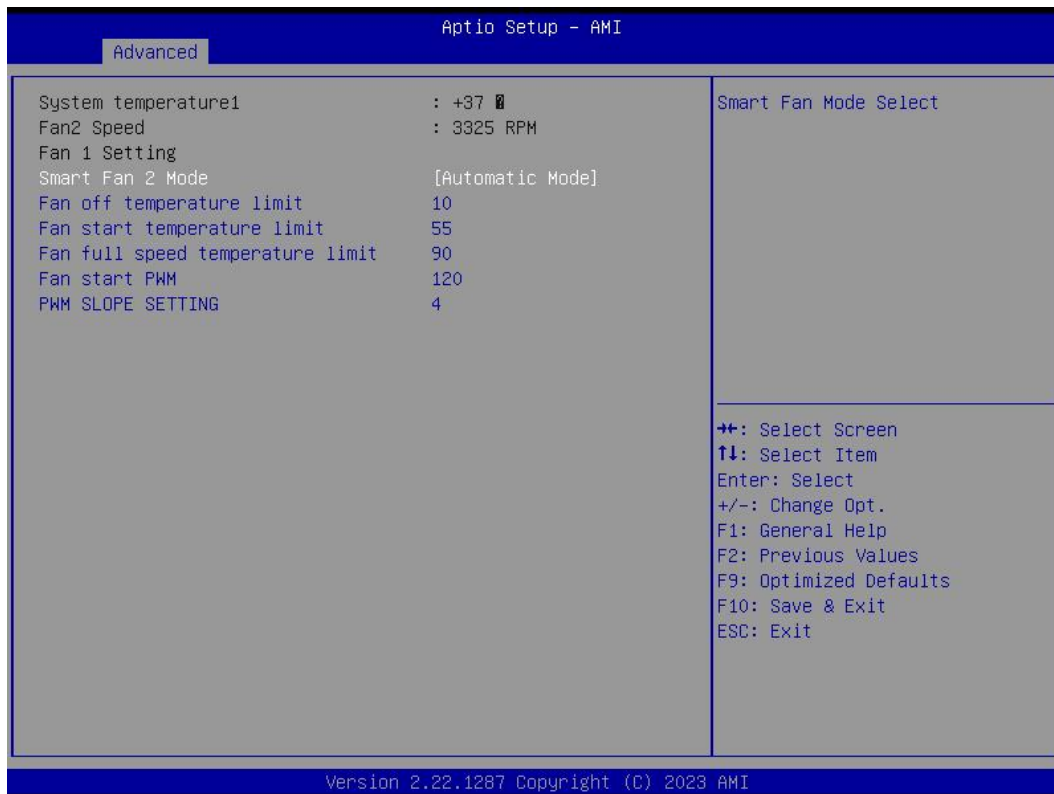 Aptio Setup – AMI
Advanced
System temperature1 : +37
Fan2 Speed : 3325 RPM
Fan 1 Setting
Smart Fan 2 Mode [Automatic Mode]
Fan off temperature limit 10
Fan start temperature limit 55
Fan full speed temperature limit 90
Fan start PWM 120
PWM SLOPE SETTING 4
Smart Fan Mode Select
→←: Select Screen
↑↓: Select Item
Enter: Select
+/-: Change Opt.
F1: General Help
F2: Previous Values
F9: Optimized Defaults
F10: Save & Exit
ESC: Exit
Version 2.22.1287 Copyright (C) 2023 AMI